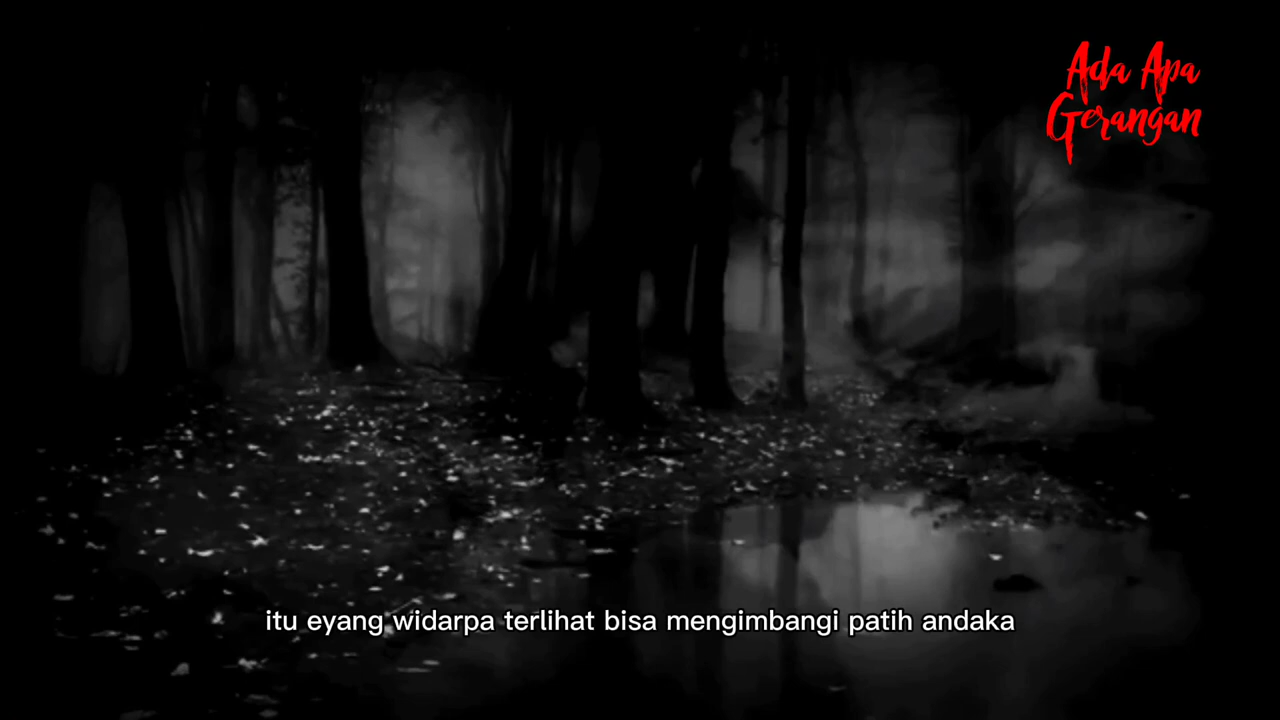 Ada Apa
Gerangan
itu eyang widarpa terlihat bisa mengimbangi patih andaka